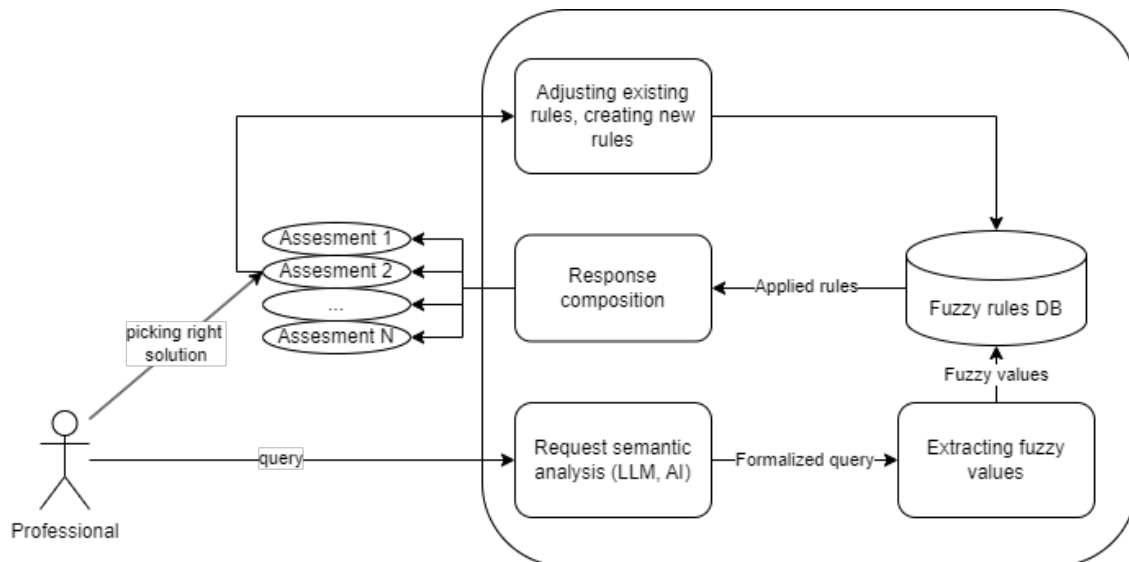 Adjusting existing
rules, creating new
rules
Assesment 1
Assesment 2
...
Assesment N
Response
composition
Applied rules
Fuzzy rules DB
picking right
solution
Fuzzy values
query
Request semantic
analysis (LLM, AI)
Formalized query
Extracting fuzzy
values
Professional